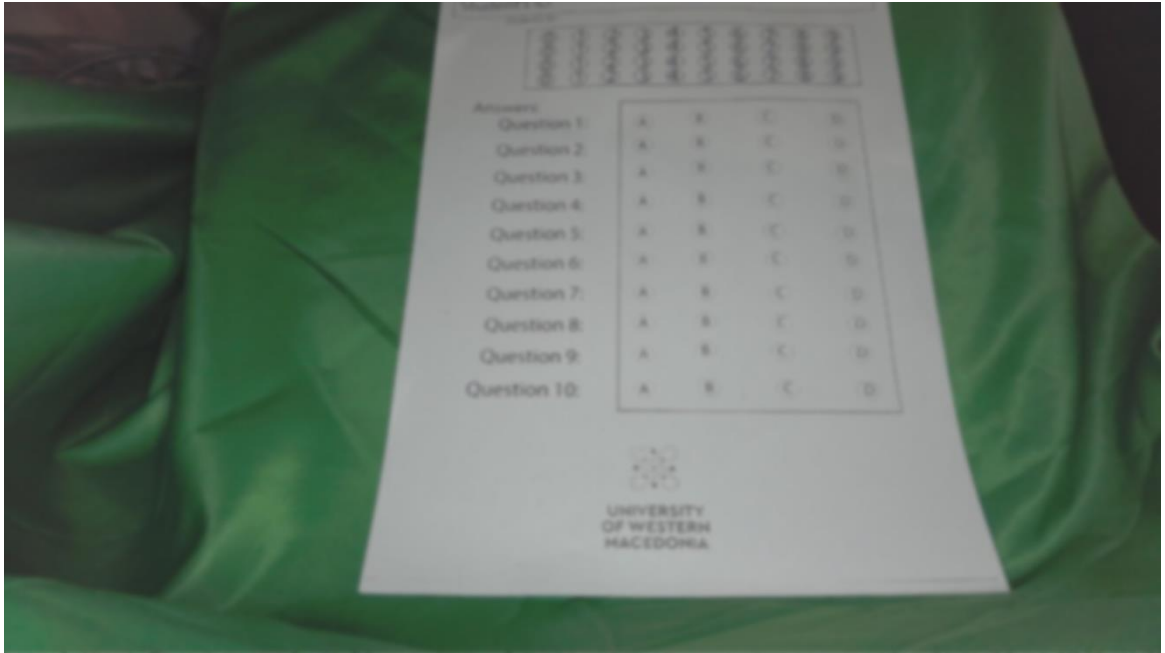 Answers:
Question 1: A B C D
Question 2: A B C D
Question 3: A B C D
Question 4: A B C D
Question 5: A B C D
Question 6: A B C D
Question 7: A B C D
Question 8: A B C D
Question 9: A B C D
Question 10: A B C D
UNIVERSITY
OF WESTERN
MACEDONIA